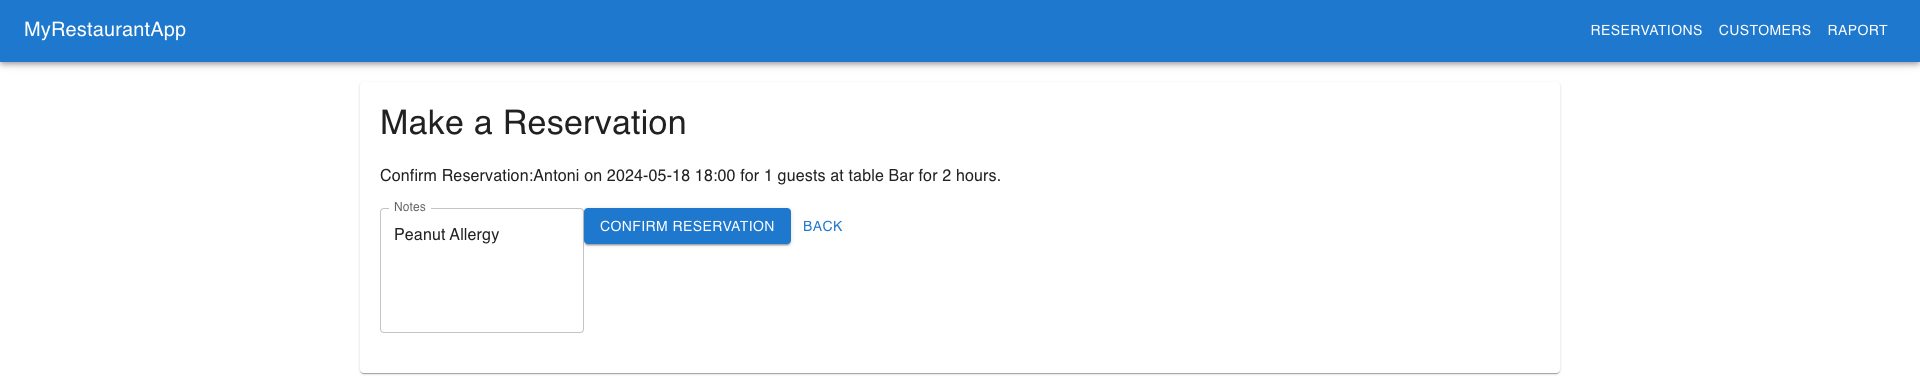 MyRestaurantApp
RESERVATIONS CUSTOMERS RAPORT
Make a Reservation
Confirm Reservation:Antoni on 2024-05-18 18:00 for 1 guests at table Bar for 2 hours.
Notes
Peanut Allergy
CONFIRM RESERVATION BACK